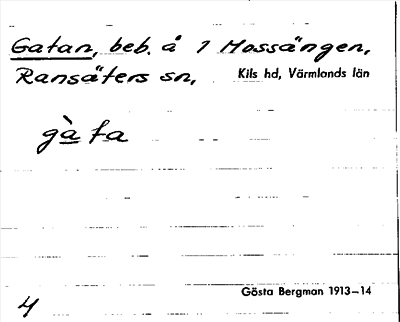 Gatan, beb. å 1 Mossängen,
Ransäters sn, Kils hd, Värmlands län
gàta
Gösta Bergman 1913–14
4